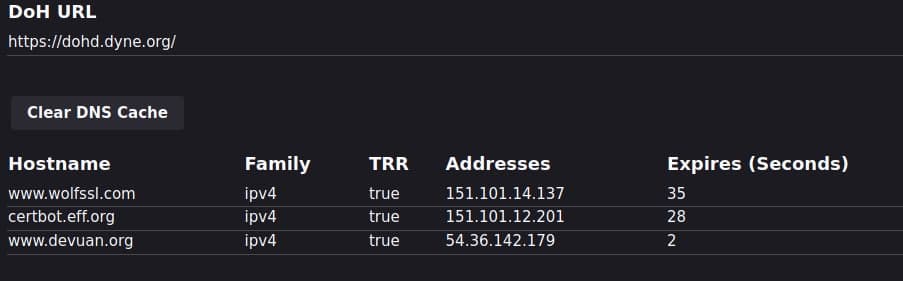 DoH URL
https://dohd.dyne.org/
Clear DNS Cache
Hostname Family TRR Addresses Expires (Seconds)
www.wolfssl.com ipv4 true 151.101.14.137 35
certbot.eff.org ipv4 true 151.101.12.201 28
www.devuan.org ipv4 true 54.36.142.179 2